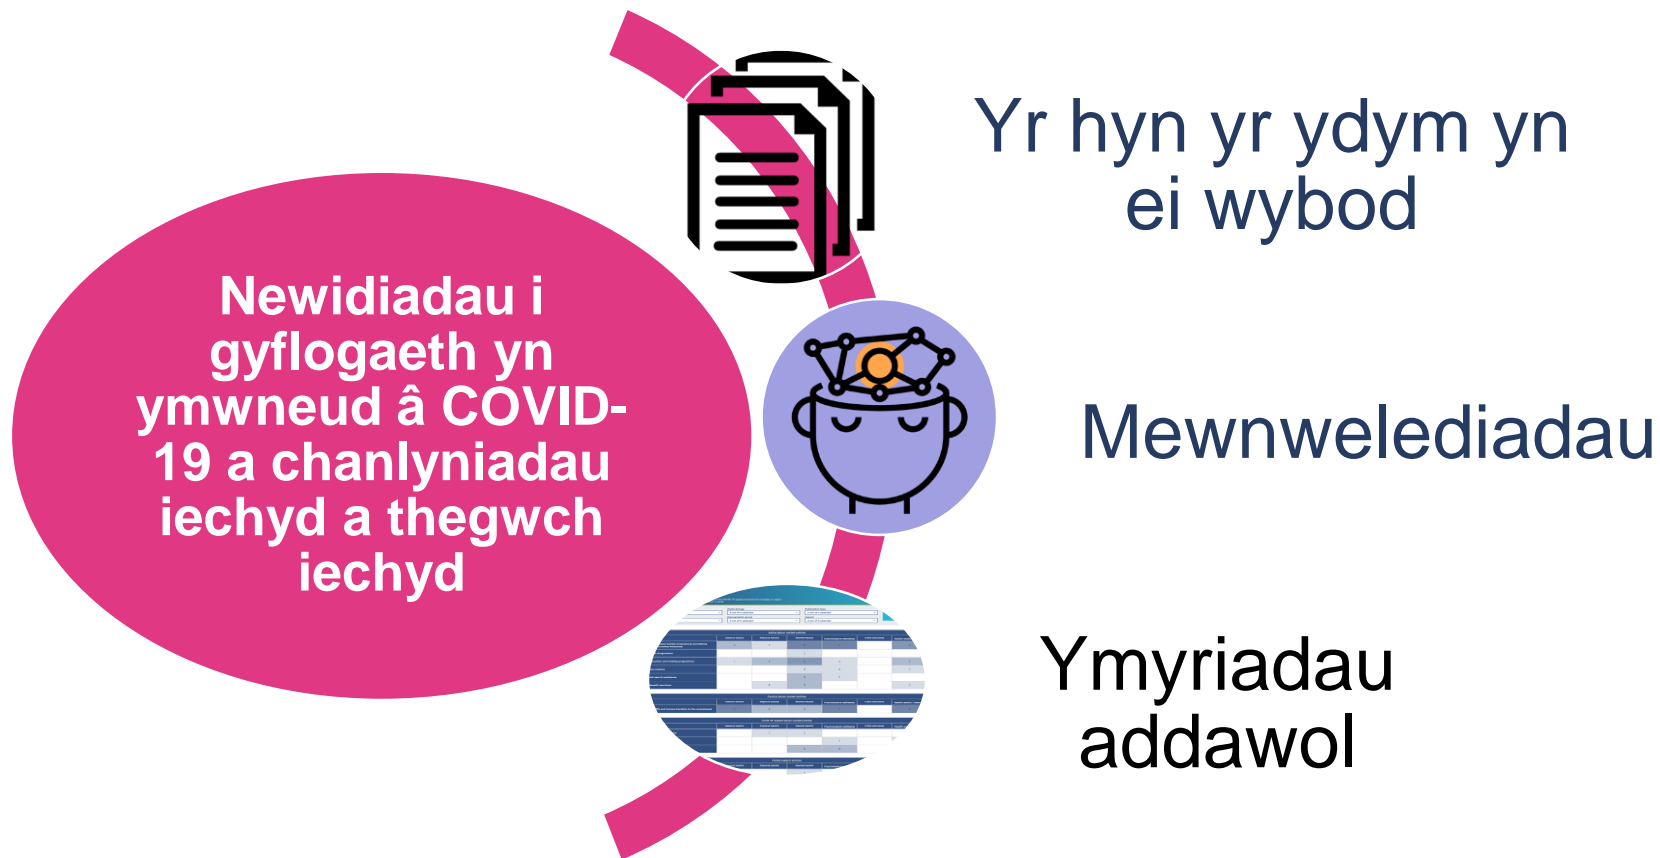 Newidiadau i
gyflogaeth yn
ymwneud â COVID-
19 a chanlyniadau
iechyd a thegwch
iechyd
Yr hyn yr ydym yn
ei wybod
Mewnwelediadau
Ymyriadau
addawol